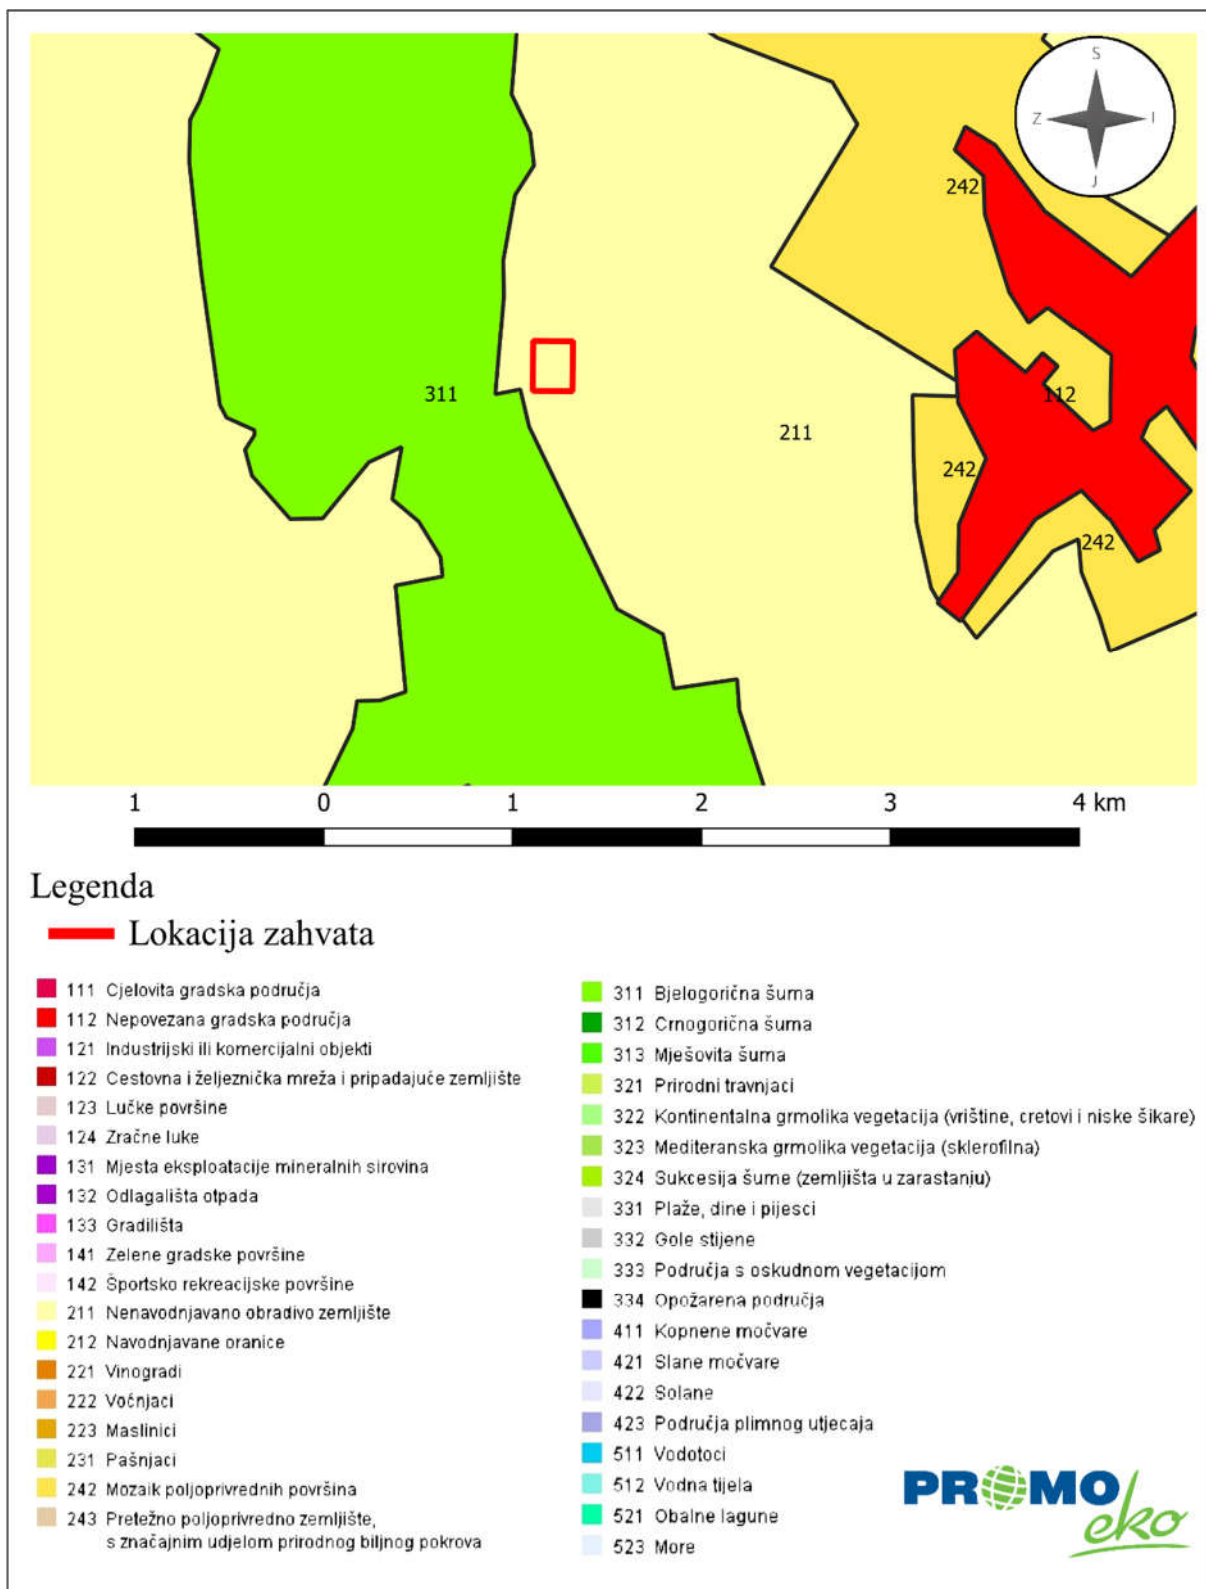 S
Z
I
J
242
311
112
211
242
242
1 0 1 2 3 4 km
Legenda
Lokacija zahvata
111 Cjelovita gradska područja
112 Nepovezana gradska područja
121 Industrijski ili komercijalni objekti
122 Cestovna i željeznička mreža i pripadajuće zemljište
123 Lučke površine
124 Zračne luke
131 Mjesta eksploatacije mineralnih sirovina
132 Odlagališta otpada
133 Gradilišta
141 Zelene gradske površine
142 Športsko rekreacijske površine
211 Nenavodnjavano obradivo zemljište
212 Navodnjavane oranice
221 Vinogradi
222 Voćnjaci
223 Maslinici
231 Pašnjaci
242 Mozaik poljoprivrednih površina
243 Pretežno poljoprivredno zemljište,
s značajnim udjelom prirodnog biljnog pokrova
311 Bjelogorična šuma
312 Crnogorična šuma
313 Mješovita šuma
321 Prirodni travnjaci
322 Kontinentalna grmolika vegetacija (vrištine, cretovi i niske šikare)
323 Mediteranska grmolika vegetacija (sklerofilna)
324 Sukcesija šume (zemljišta u zarastanju)
331 Plaže, dine i pijesci
332 Gole stijene
333 Područja s oskudnom vegetacijom
334 Opožarena područja
411 Kopnene močvare
421 Slane močvare
422 Solane
423 Područja plimnog utjecaja
511 Vodotoci
512 Vodna tijela
521 Obalne lagune
523 More
PROMO
eko